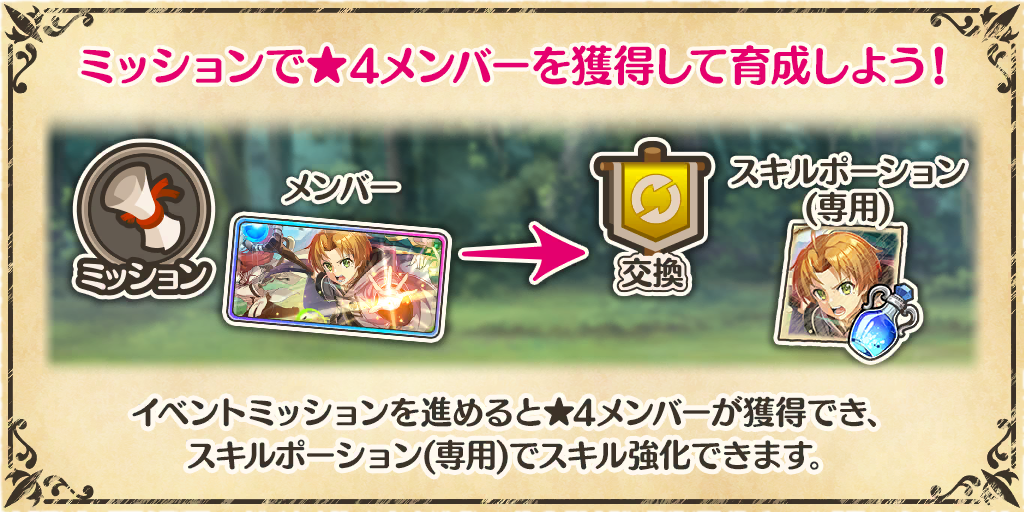 ミッションで★4メンバーを獲得して育成しよう!
ミッション
メンバー
交換
スキルポーション
(専用)
イベントミッションを進めると★4メンバーが獲得でき、
スキルポーション(専用)でスキル強化できます。